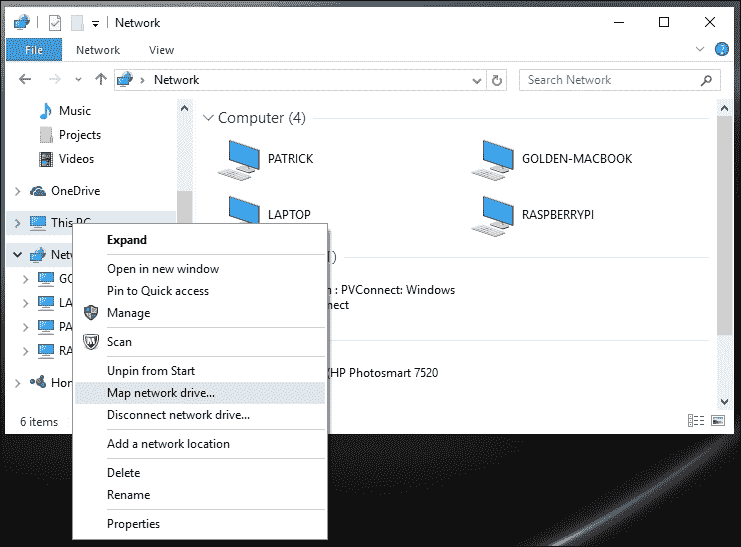 Network
File
Network
View
Network
Search Network
Music
Projects
Videos
OneDrive
This PC
Computer (4)
PATRICK
GOLDEN-MACBOOK
LAPTOP
RASPBERRYPI
1)
: PVConnect: Windows
nect
(HP Photosmart 7520
Net
GO
LA
PA
RA
Hon
6 items
Expand
Open in new window
Pin to Quick access
Manage
Scan
Unpin from Start
Map network drive...
Disconnect network drive...
Add a network location
Delete
Rename
Properties